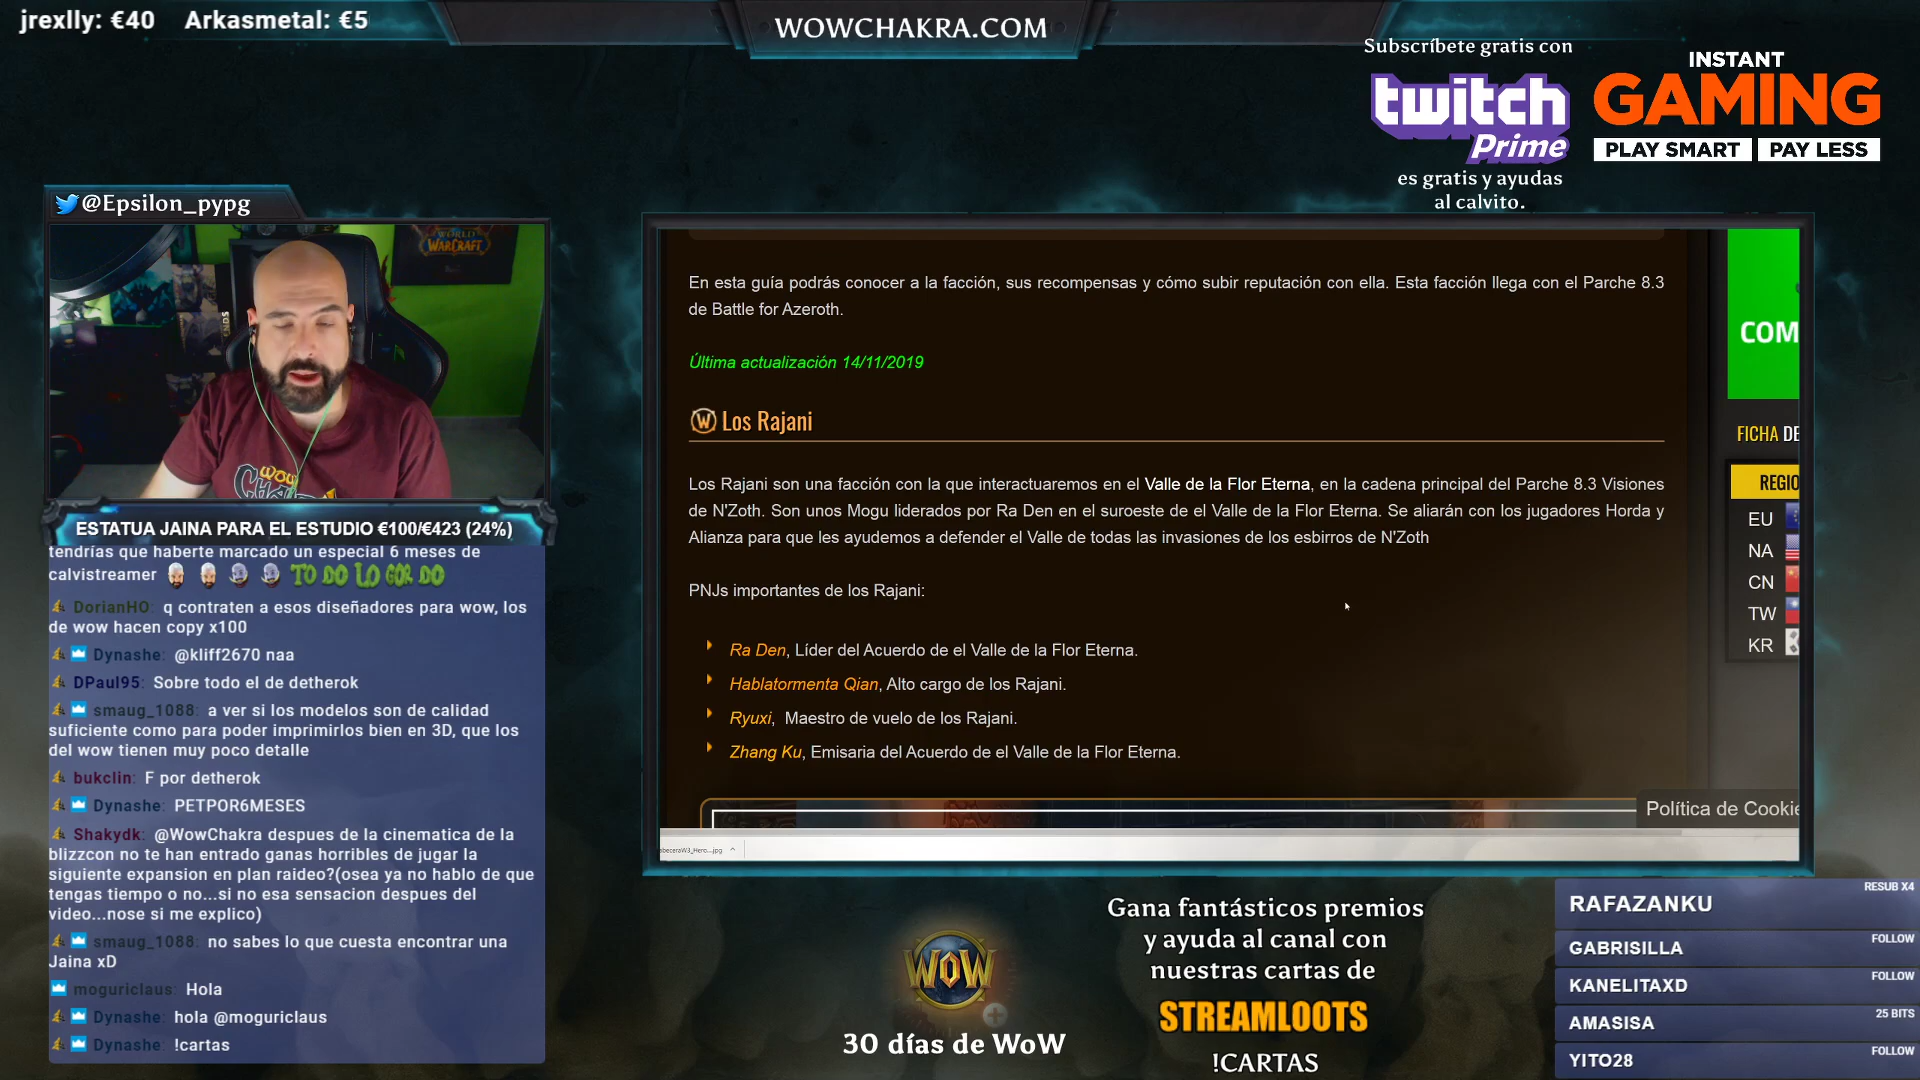 jrexlly: €40 Arkasmetal: €5
WOWCHAKRA.COM
Subscríbete gratis con
twitch
Prime
es gratis y ayudas
al calvito.
INSTANT
GAMING
PLAY SMART PAY LESS
@Epsilon_pypg
WORLD
WARCRAFT
WOW
ESTATUA JAINA PARA EL ESTUDIO €100/€423 (24%)
tendrías que haberte marcado un especial 6 meses de
calvistreamer TO DO LO GOR DO
DorianHO: q contraten a esos diseñadores para wow, los
de wow hacen copy x100
Dynashe: @kliff2670 naa
DPaul95: Sobre todo el de detherok
smaug_1088: a ver si los modelos son de calidad
suficiente como para poder imprimirlos bien en 3D, que los
del wow tienen muy poco detalle
bukclin: F por detherok
Dynashe: PETPOR6MESES
Shakydk: @WowChakra despues de la cinematica de la
blizzcon no te han entrado ganas horribles de jugar la
siguiente expansion en plan raideo?(osea ya no hablo de que
tengas tiempo o no...si no esa sensacion despues del
video...nose si me explico)
smaug_1088: no sabes lo que cuesta encontrar una
Jaina xD
moguriclaus: Hola
Dynashe: hola @moguriclaus
Dynashe: !cartas
En esta guía podrás conocer a la facción, sus recompensas y cómo subir reputación con ella. Esta facción llega con el Parche 8.3
de Battle for Azeroth.
Última actualización 14/11/2019
Los Rajani
Los Rajani son una facción con la que interactuaremos en el Valle de la Flor Eterna, en la cadena principal del Parche 8.3 Visiones
de N'Zoth. Son unos Mogu liderados por Ra Den en el suroeste de el Valle de la Flor Eterna. Se aliarán con los jugadores Horda y
Alianza para que les ayudemos a defender el Valle de todas las invasiones de los esbirros de N'Zoth
PNJs importantes de los Rajani:
Ra Den, Líder del Acuerdo de el Valle de la Flor Eterna.
Hablatormenta Qian, Alto cargo de los Rajani.
Ryuxi, Maestro de vuelo de los Rajani.
Zhang Ku, Emisaria del Acuerdo de el Valle de la Flor Eterna.
COM
FICHA DE
REGIO
EU
NA
CN
TW
KR
Política de Cookie
abeceraW3_Hero....jpg
WOW
30 días de WoW
Gana fantásticos premios
y ayuda al canal con
nuestras cartas de
STREAMLOOTS
!CARTAS
RAFAZANKU RESUB X4
GABRISILLA FOLLOW
KANELITAXD FOLLOW
AMASISA 25 BITS
YITO28 FOLLOW